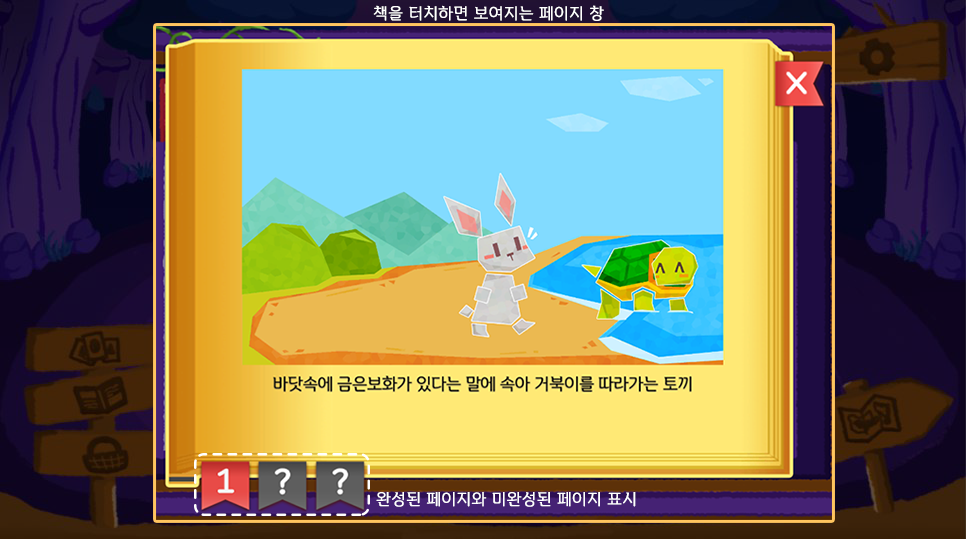 책을 터치하면 보여지는 페이지 창
바닷속에 금은보화가 있다는 말에 속아 거북이를 따라가는 토끼
1 ? ?
완성된 페이지와 미완성된 페이지 표시